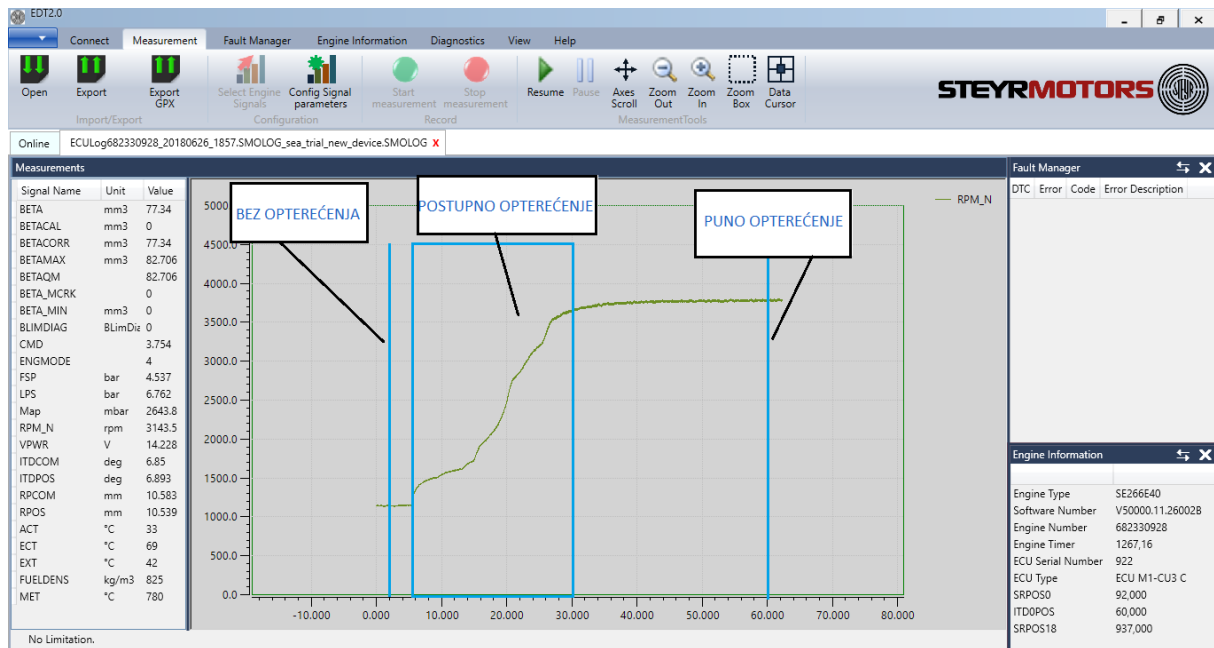 EDT2.0
Connect Measurement Fault Manager Engine Information Diagnostics View Help
Open Export Export GPX Select Engine Signals Config Signal parameters Start measurement Stop measurement Resume Pause Axes Scroll Zoom Out Zoom In Zoom Box Data Cursor
Import/Export Configuration Record MeasurementTools
STEYRMOTORS
Online ECULog682330928_20180626_1857.SMOLOG_sea_trial_new_device.SMOLOG X
Measurements
Signal Name Unit Value
BETA mm3 77.34
BETACAL mm3 0
BETACORR mm3 77.34
BETAMAX mm3 82.706
BETAQM 82.706
BETA_MCRK 0
BETA_MIN mm3 0
BLIMDIAG BLimDia 0
CMD 3.754
ENGMODE 4
FSP bar 4.537
LPS bar 6.762
Map mbar 2643.8
RPM_N rpm 3143.5
VPWR V 14.228
ITDCOM deg 6.85
ITDPOS deg 6.893
RPCOM mm 10.583
RPOS mm 10.539
ACT °C 33
ECT °C 69
EXT °C 42
FUELDENS kg/m3 825
MET °C 780
No Limitation.
BEZ OPTEREĆENJA
POSTUPNO OPTEREĆENJE
PUNO OPTEREĆENJE
RPM_N
4500.0
4000.0
3500.0
3000.0
2500.0
2000.0
1500.0
1000.0
500.0
0.0
-10.000 0.000 10.000 20.000 30.000 40.000 50.000 60.000 70.000 80.000
Fault Manager
DTC Error Code Error Description
Engine Information
Engine Type SE266E40
Software Number V50000.11.26002B
Engine Number 682330928
Engine Timer 1267,16
ECU Serial Number 922
ECU Type ECU M1-CU3 C
SRPOS0 92,000
ITD0POS 60,000
SRPOS18 937,000